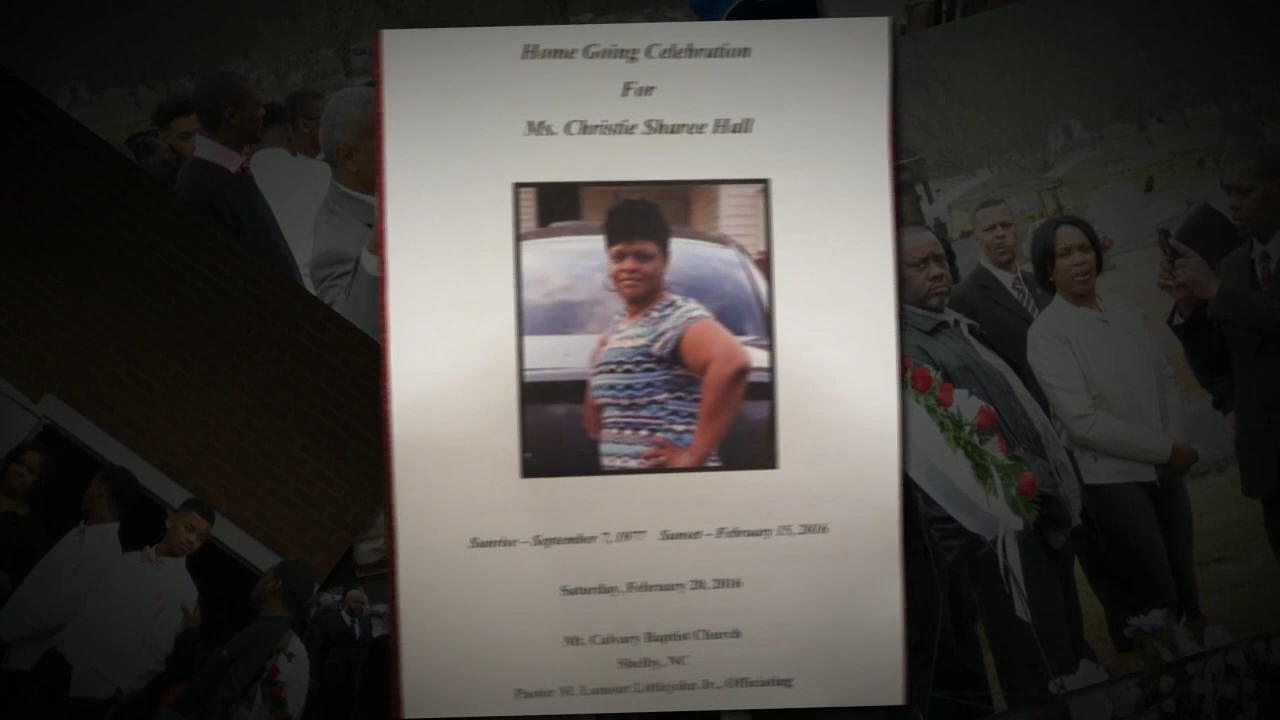 Home Going Celebration
For
Ms. Christie Sharee Hall
Sunrise – September 7, 1977 Sunset – February 15, 2016
Saturday, February 20, 2016
Mt. Calvary Baptist Church
Shelby, NC
Pastor W. Lamour Littlejohn Jr., Officiating